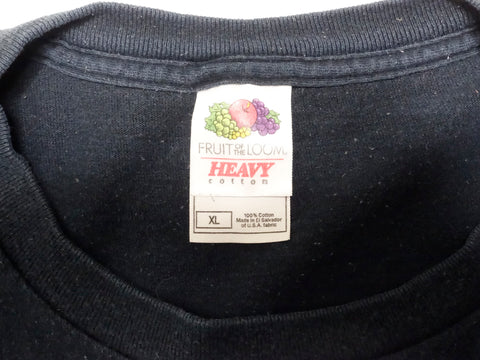 FRUIT OF THE LOOM.
HEAVY
cotton
XL
100% Cotton
Made in El Salvador
of U.S.A. fabric